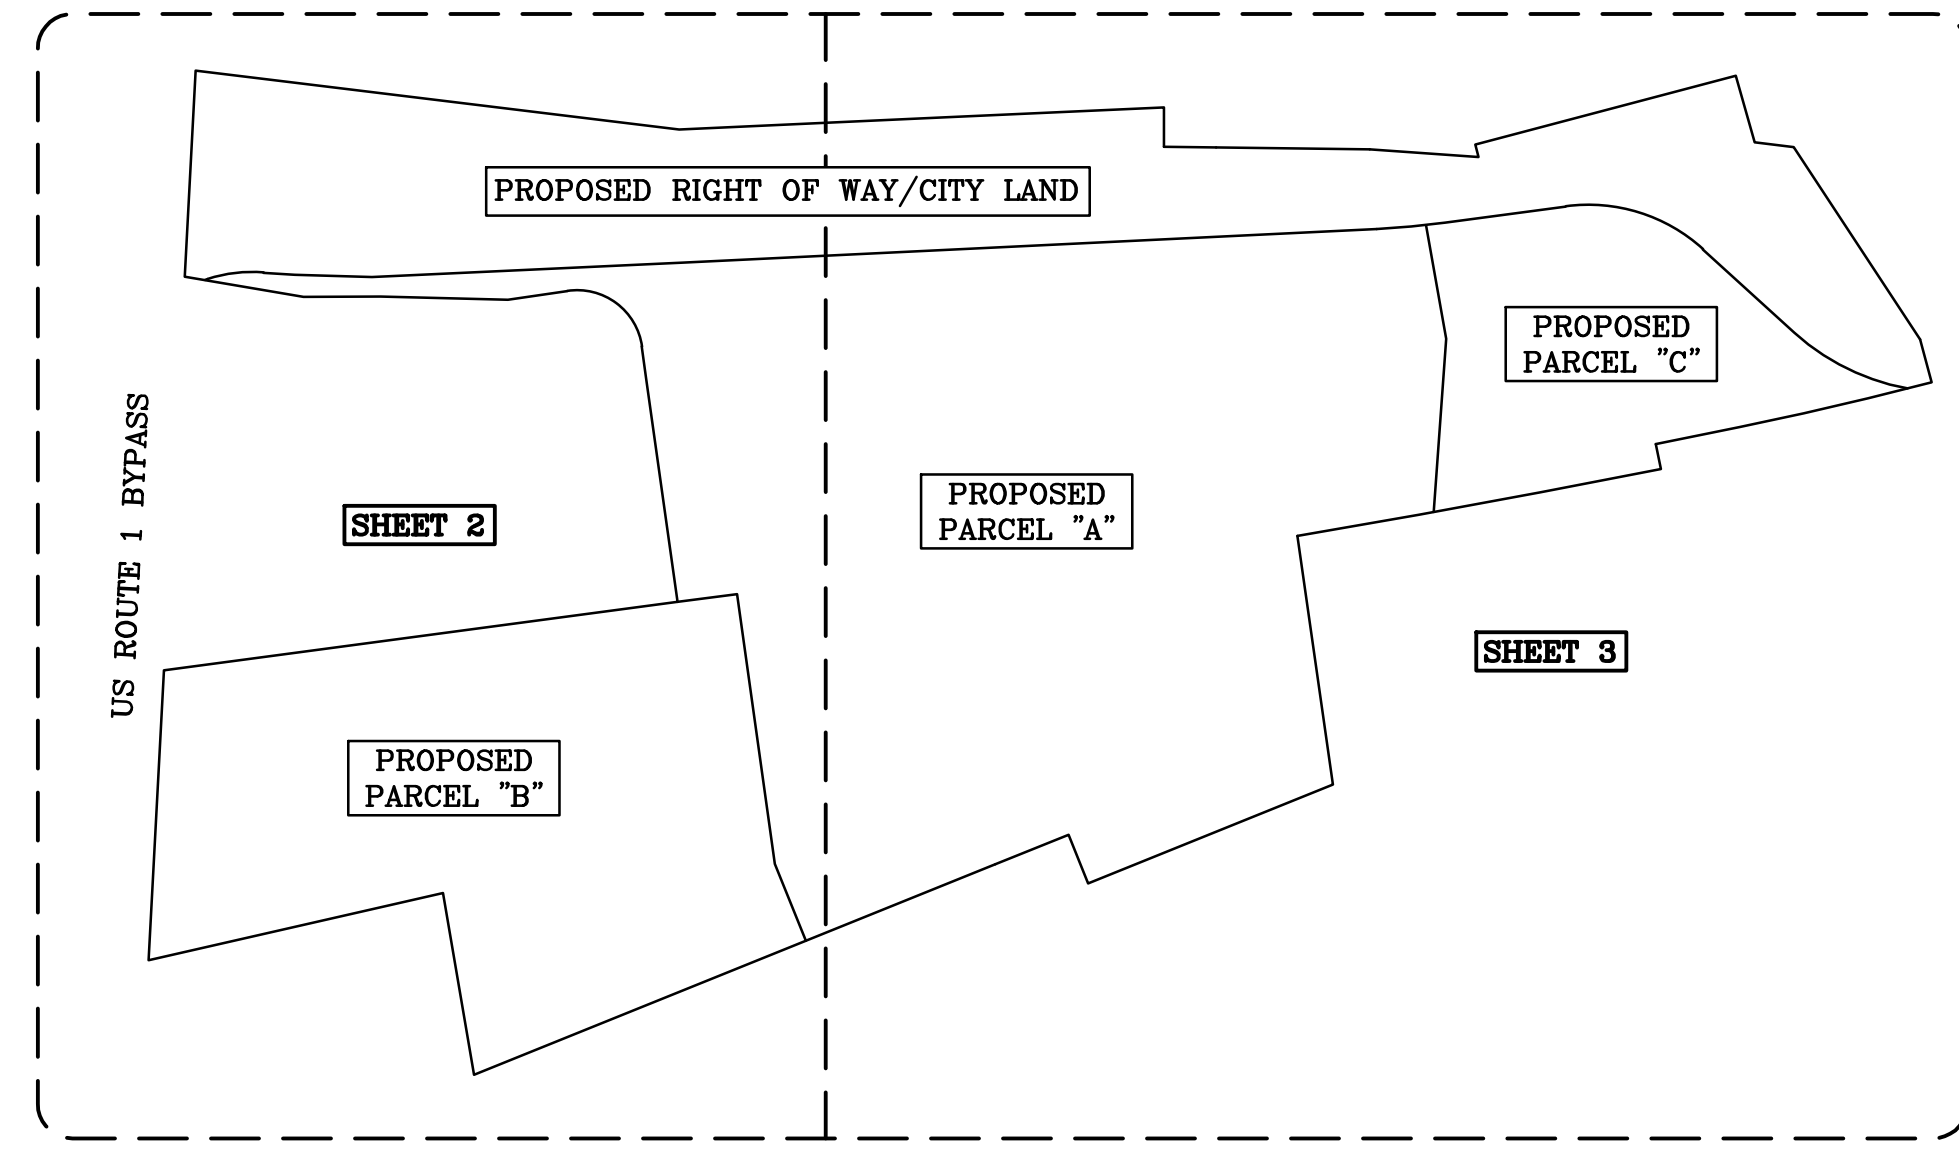 PROPOSED RIGHT OF WAY/CITY LAND
PROPOSED
PARCEL "C"
US ROUTE 1 BYPASS
SHEET 2
PROPOSED
PARCEL "A"
SHEET 3
PROPOSED
PARCEL "B"